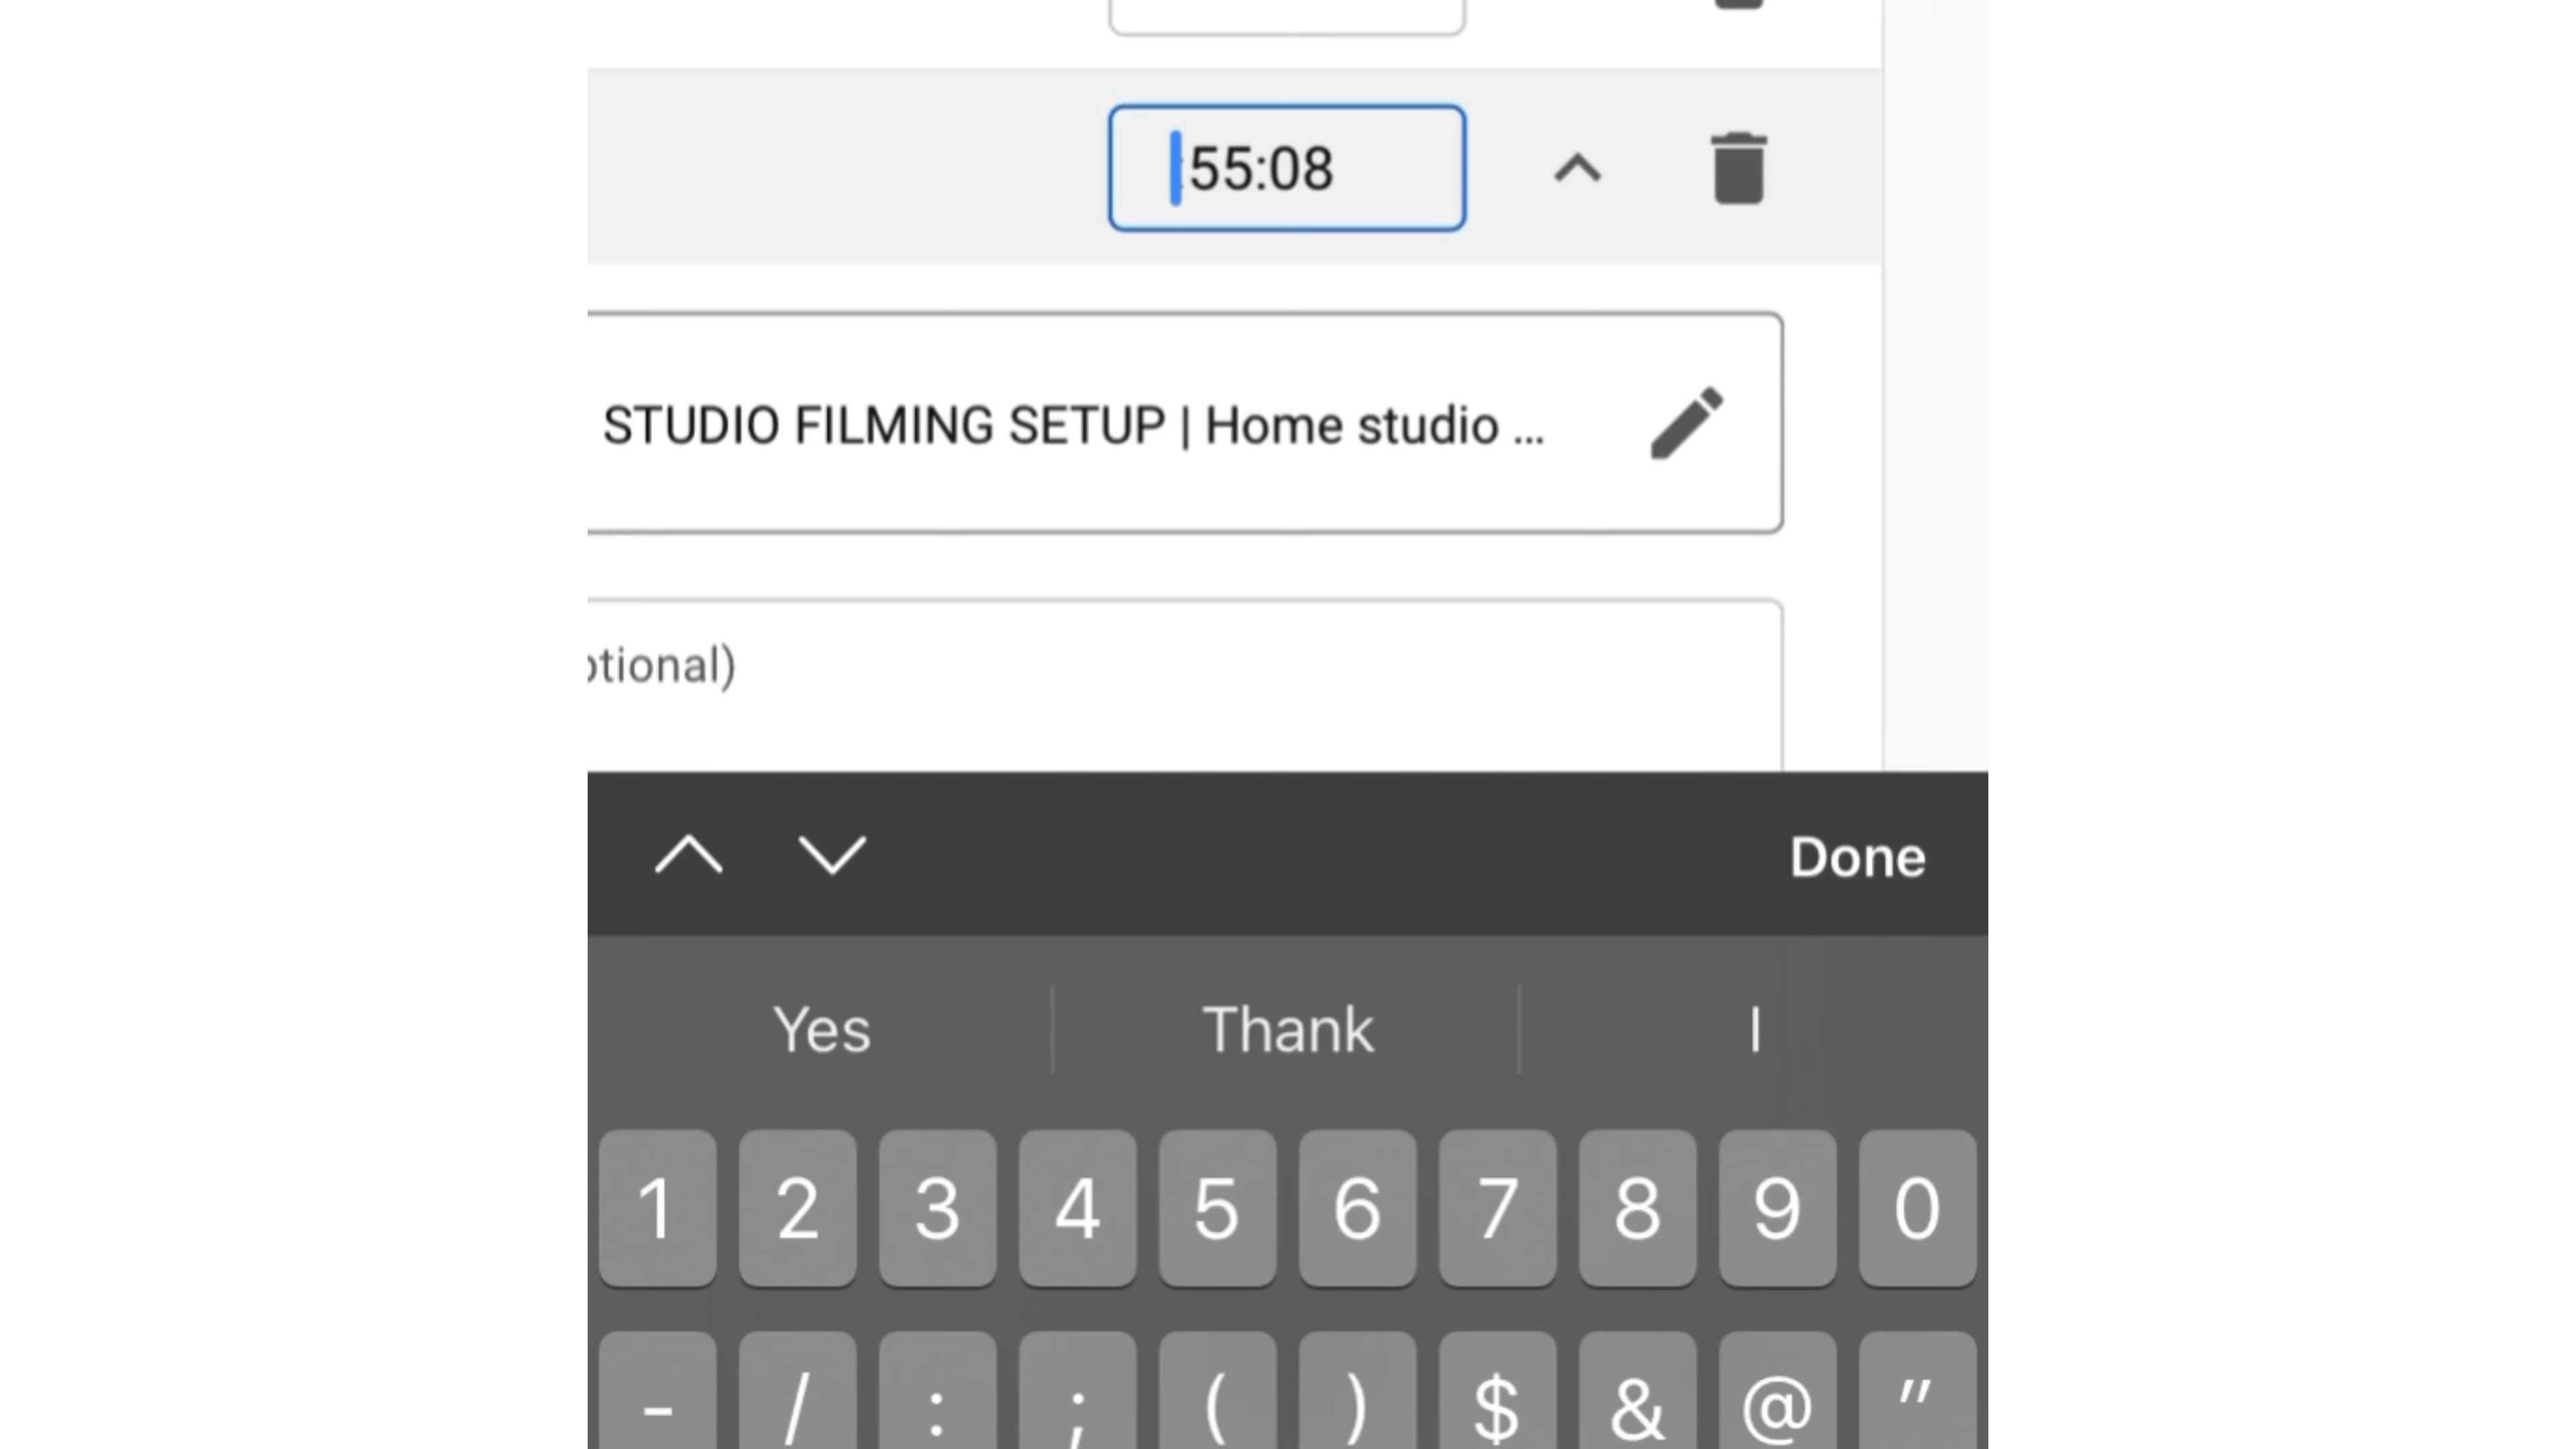 :55:08
STUDIO FILMING SETUP | Home studio ...
otional)
Done
Yes Thank I
1 2 3 4 5 6 7 8 9 0
- / : ; ( ) $ & @ "